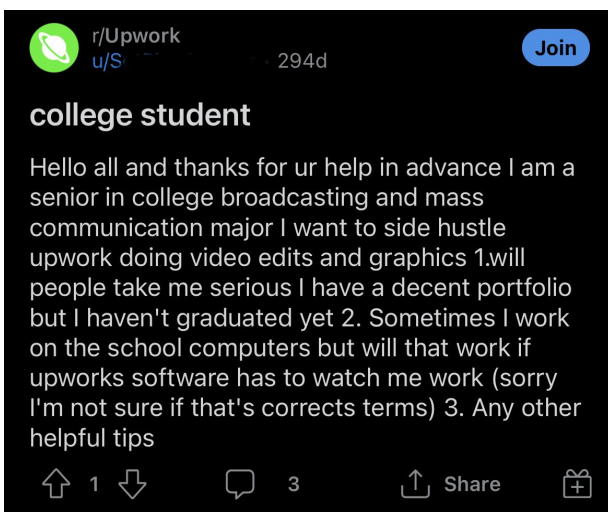 r/Upwork
Join
294d
college student
Hello all and thanks for ur help in advance I am a
senior in college broadcasting and mass
communication major I want to side hustle
upwork doing video edits and graphics 1.will
people take me serious I have a decent portfolio
but I haven't graduated yet 2. Sometimes I work
on the school computers but will that work if
upworks software has to watch me work (sorry
I'm not sure if that's corrects terms) 3. Any other
helpful tips
1
3
Share